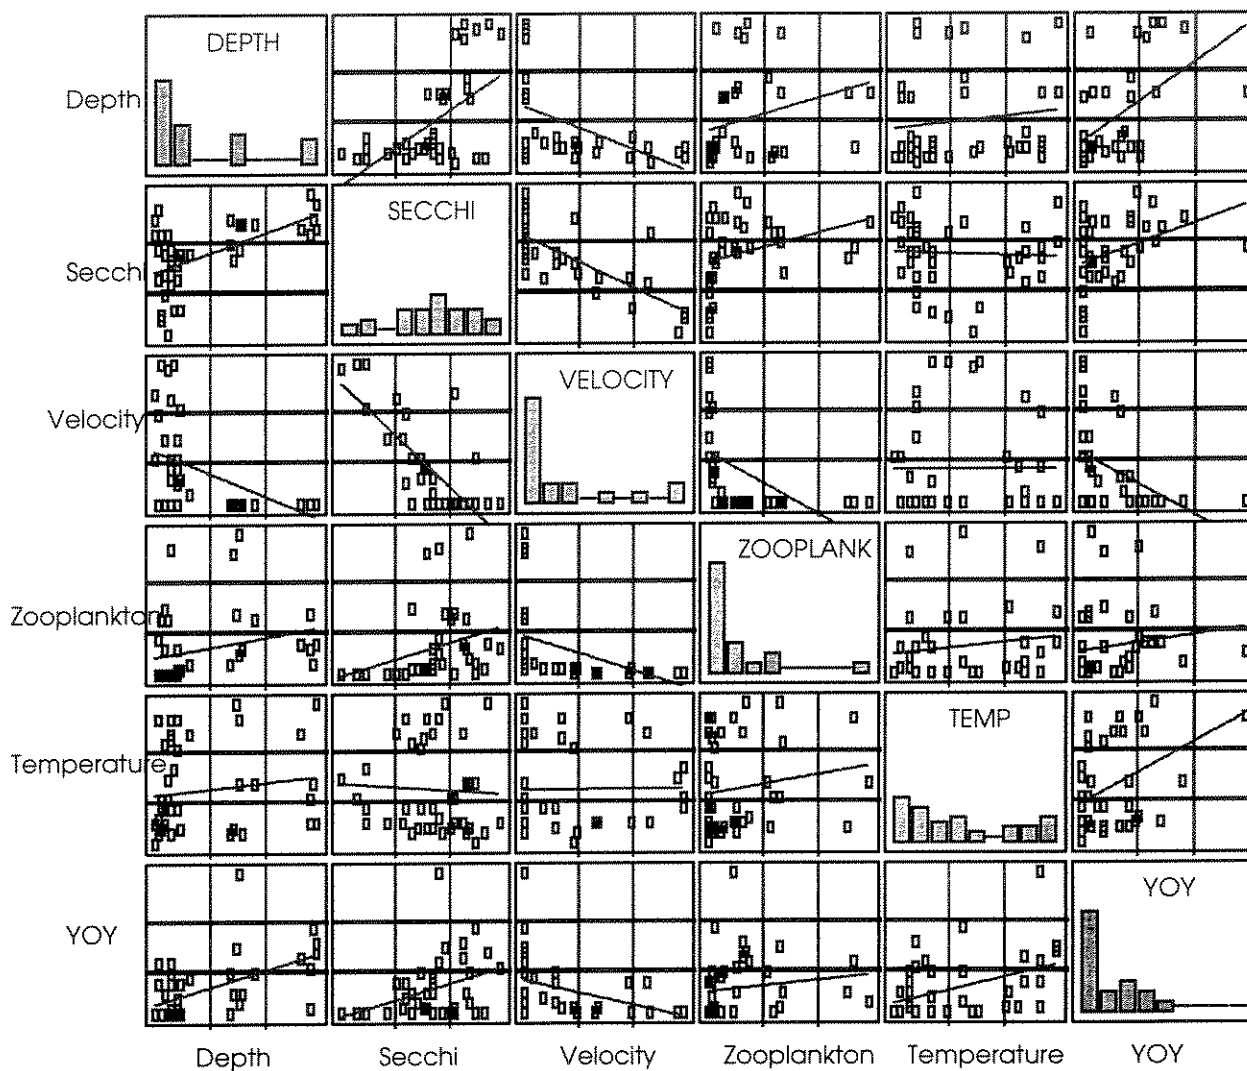 DEPTH
Depth
SECCHI
Secchi
VELOCITY
Velocity
ZOOPLANK
Zooplankton
TEMP
Temperature
YOY
YOY
Depth Secchi Velocity Zooplankton Temperature YOY